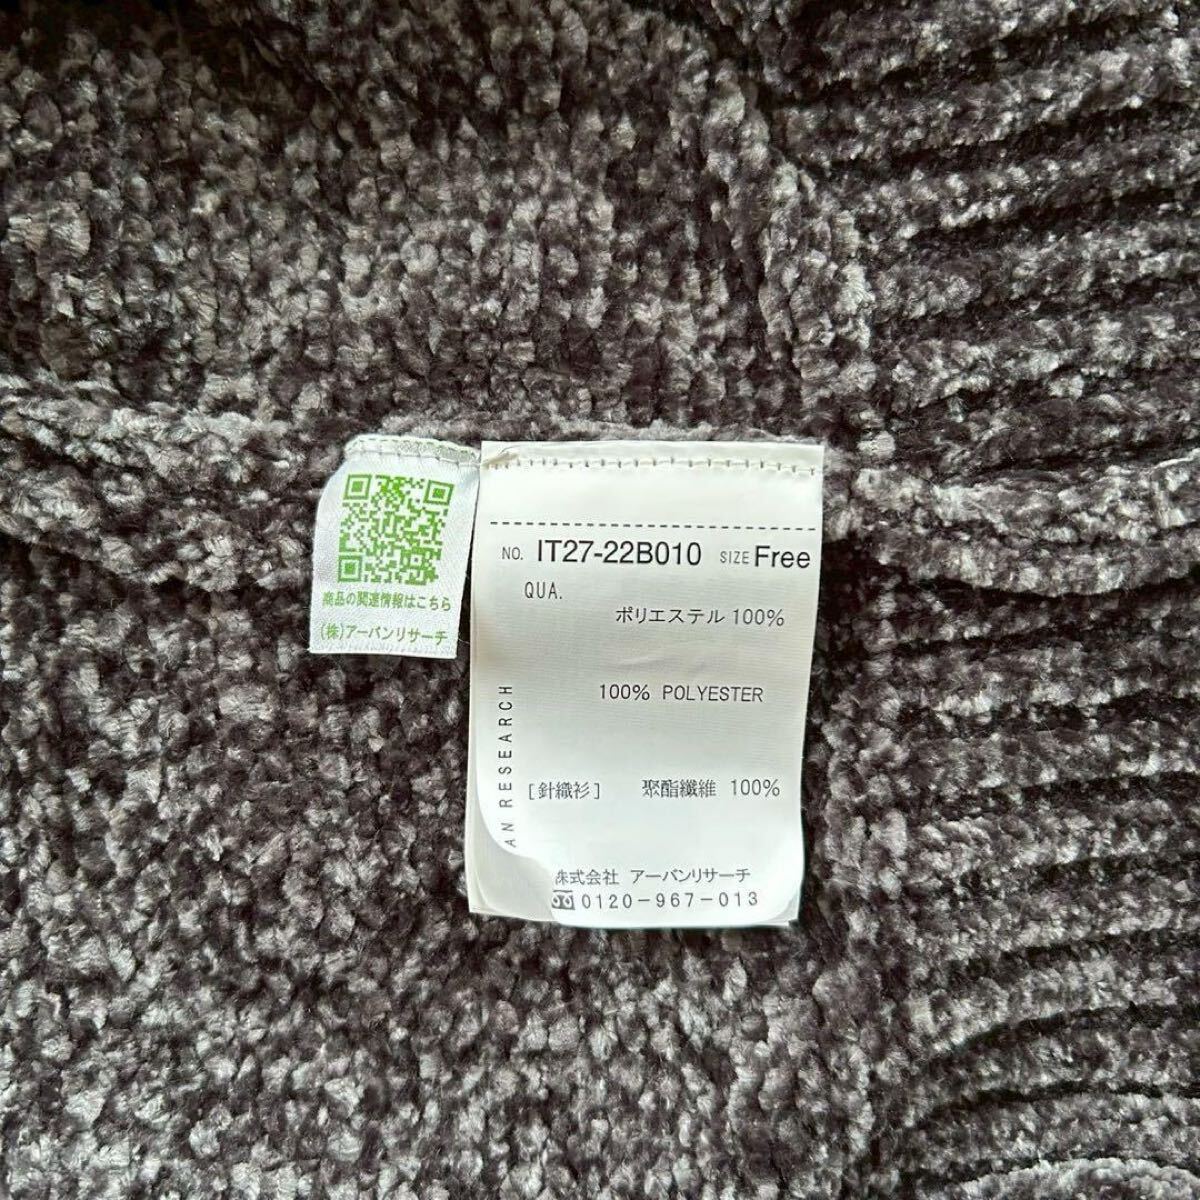 商品の関連情報はこちら
(株)アーバンリサーチ
NO. IT27-22B010 SIZE Free
QUA.
ポリエステル 100%
100% POLYESTER
[針織衫] 聚酯纖維 100%
AN RESEARCH
株式会社 アーバンリサーチ
0120-967-013